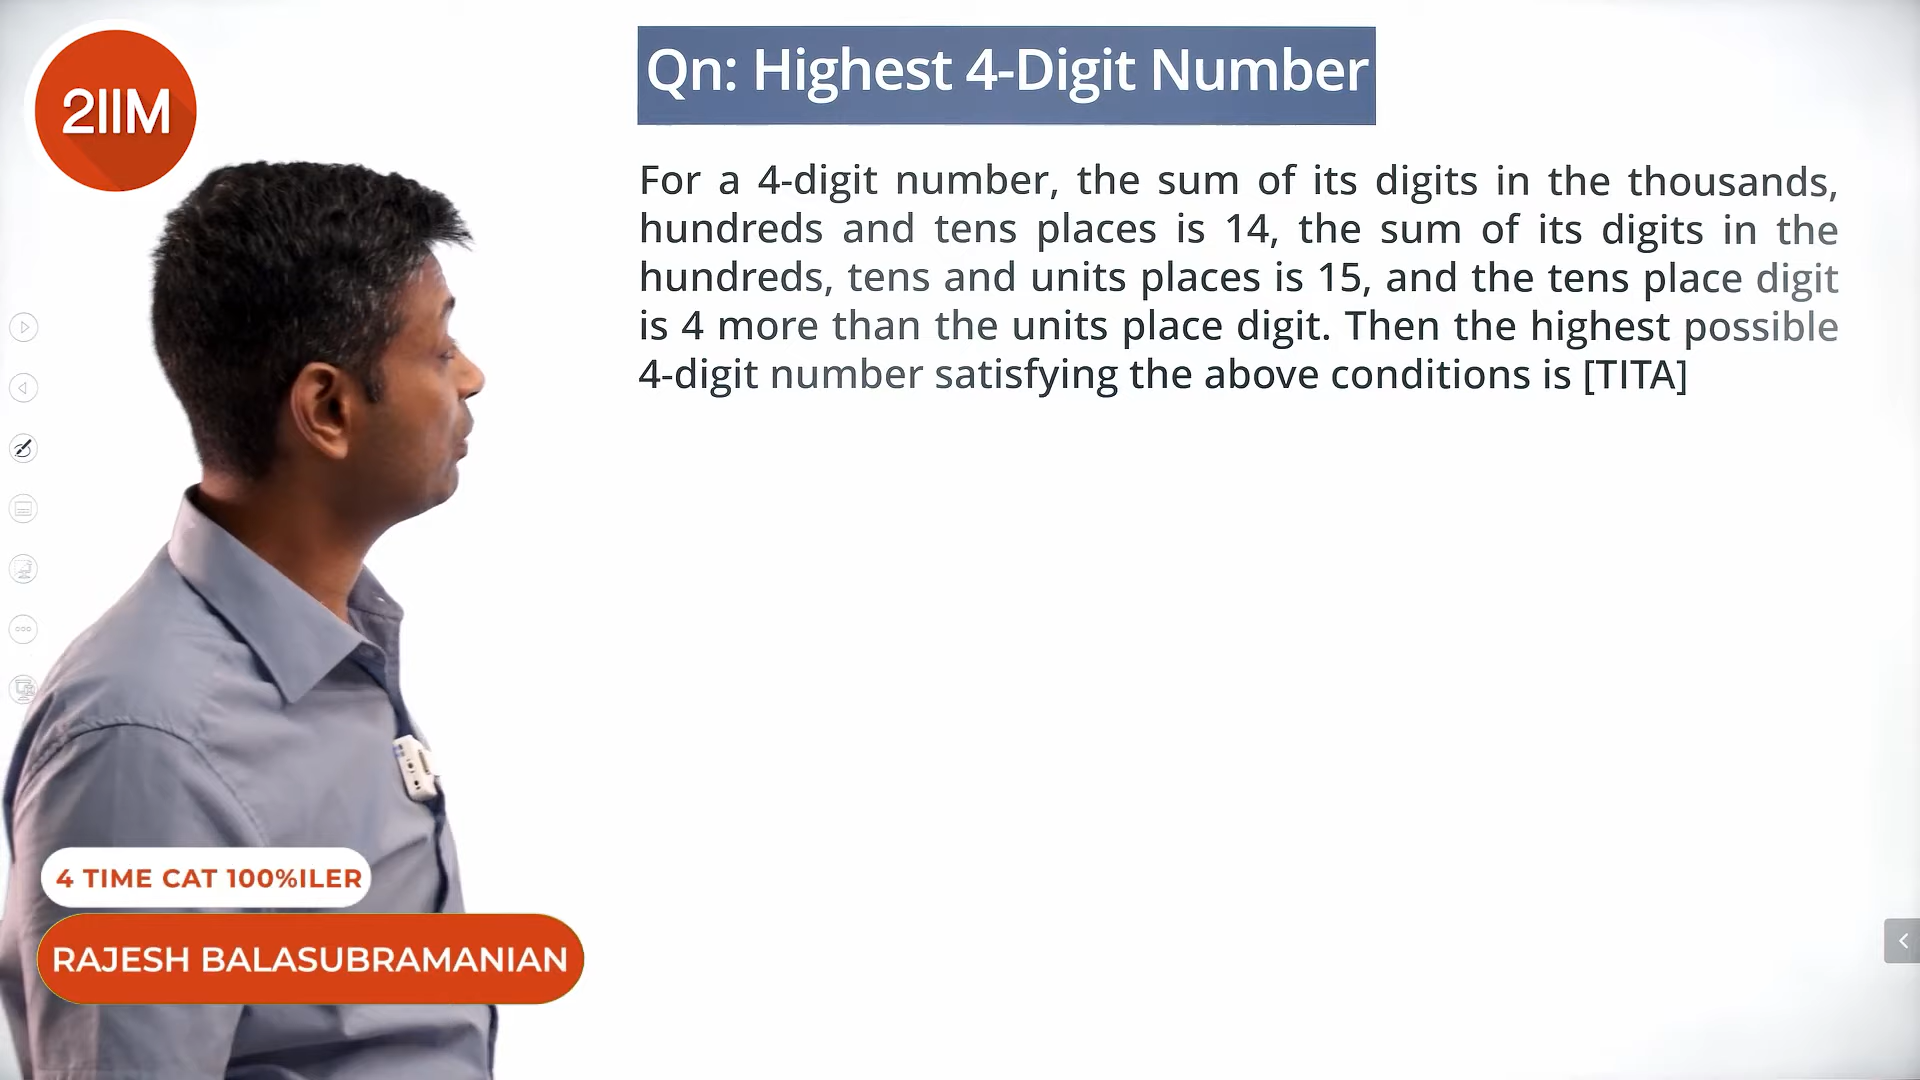 2IIM
Qn: Highest 4-Digit Number
For a 4-digit number, the sum of its digits in the thousands,
hundreds and tens places is 14, the sum of its digits in the
hundreds, tens and units places is 15, and the tens place digit
is 4 more than the units place digit. Then the highest possible
4-digit number satisfying the above conditions is [TITA]
4 TIME CAT 100%ILER
RAJESH BALASUBRAMANIAN